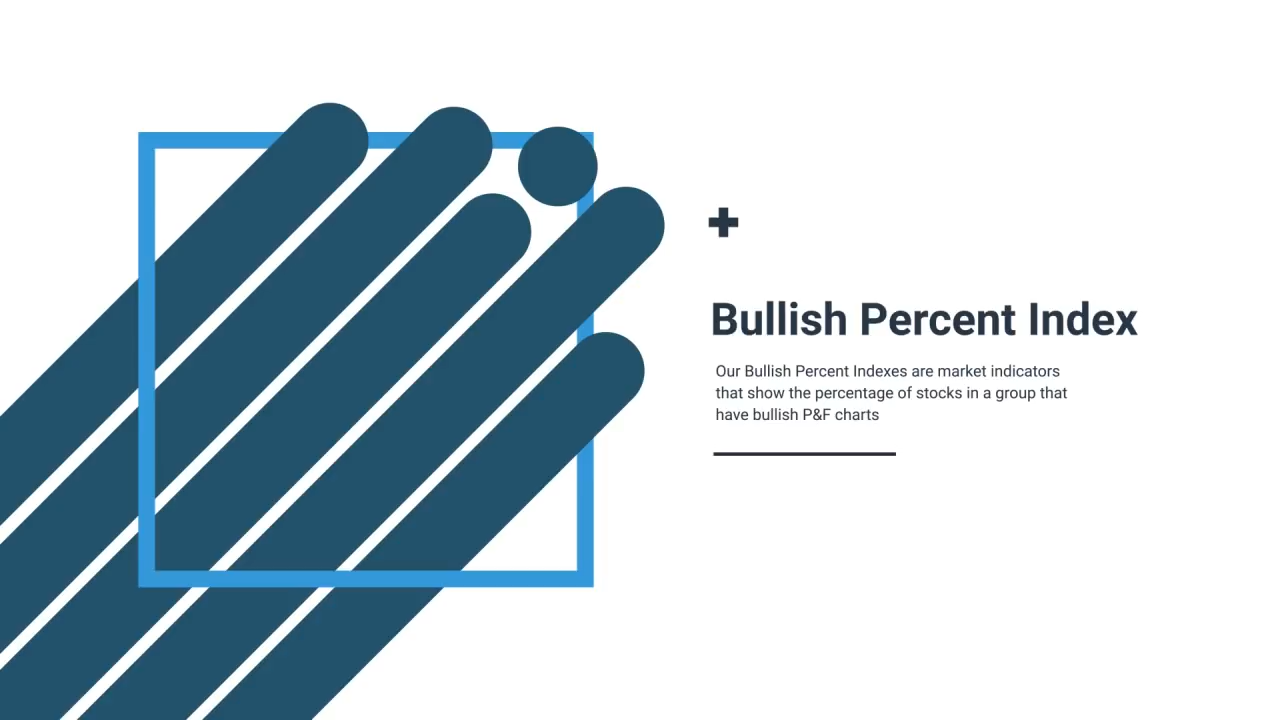 Bullish Percent Index
Our Bullish Percent Indexes are market indicators
that show the percentage of stocks in a group that
have bullish P&F charts